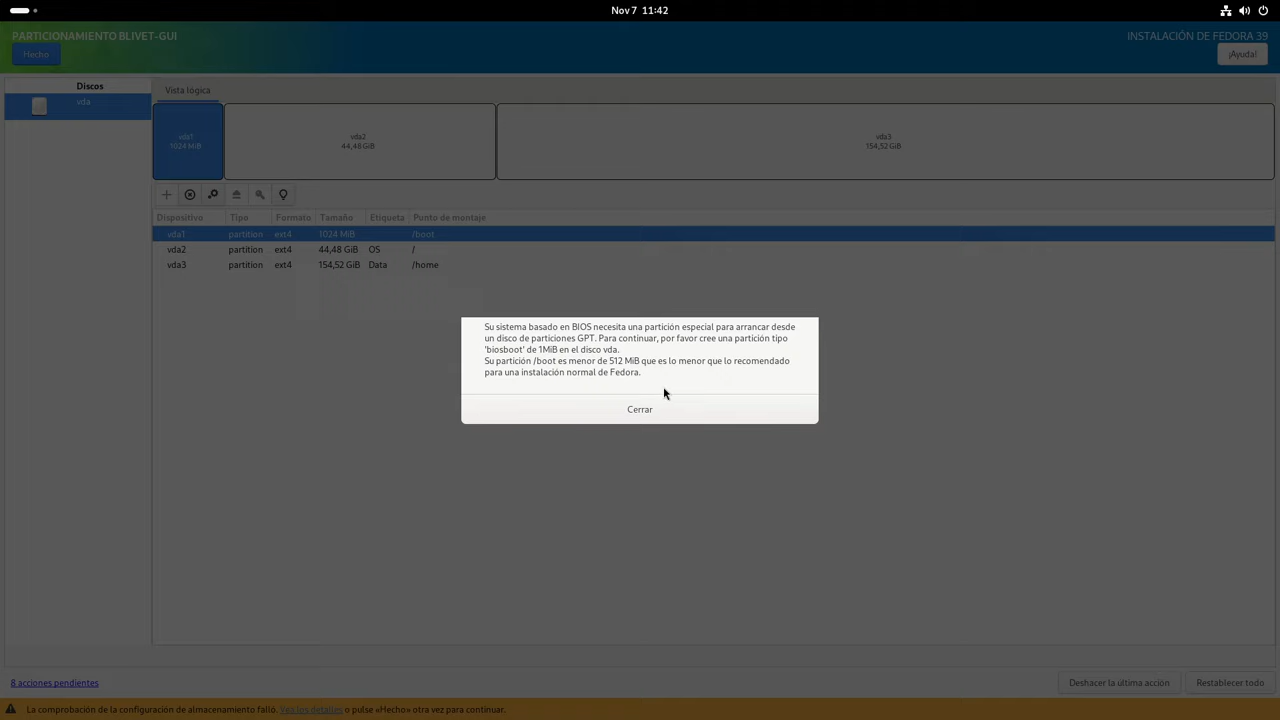 Nov 7 11:42
PARTICIONAMIENTO BLIVET-GUI
INSTALACIÓN DE FEDORA 39
Hecho
¡Ayuda!
Discos
vda
Vista lógica
vda1
1024 MiB
vda2
44,48 GiB
vda3
154,52 GiB
Dispositivo Tipo Formato Tamaño Etiqueta Punto de montaje
vda1 partition ext4 1024 MiB /boot
vda2 partition ext4 44,48 GiB OS /
vda3 partition ext4 154,52 GiB Data /home
Su sistema basado en BIOS necesita una partición especial para arrancar desde
un disco de particiones GPT. Para continuar, por favor cree una partición tipo
'biosboot' de 1MiB en el disco vda.
Su partición /boot es menor de 512 MiB que es lo menor que lo recomendado
para una instalación normal de Fedora.
Cerrar
8 acciones pendientes
Deshacer la última acción
Restablecer todo
La comprobación de la configuración de almacenamiento falló. Vea los detalles o pulse «Hecho» otra vez para continuar.